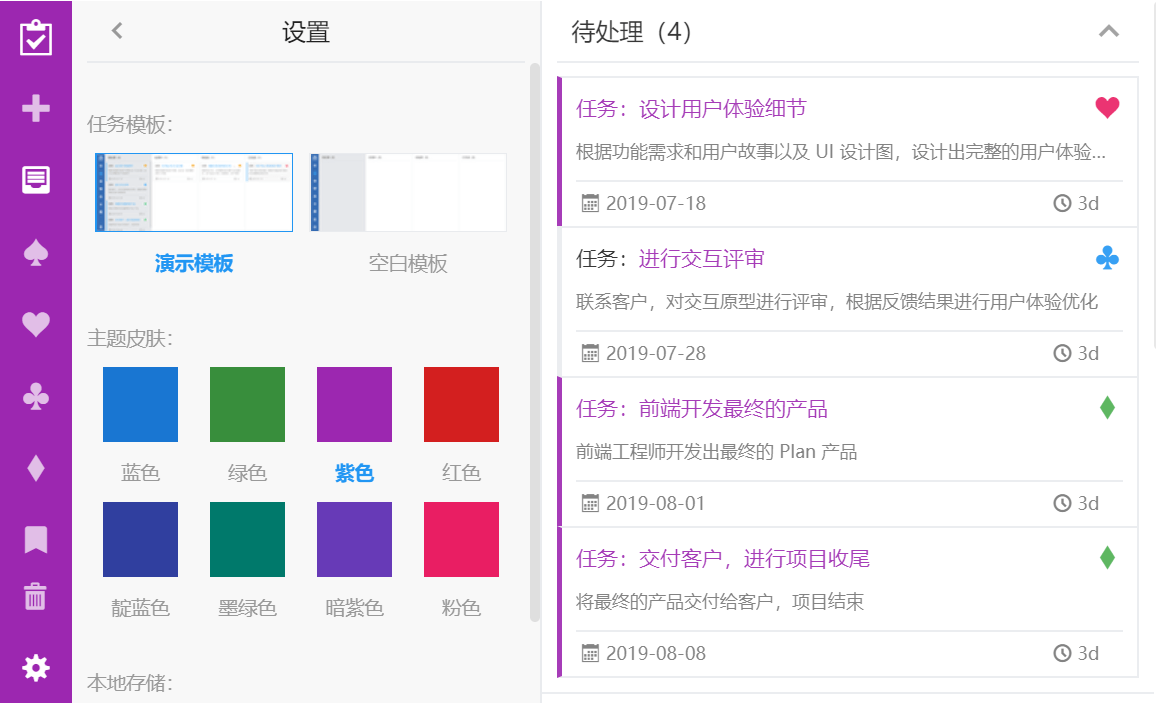 设置
任务模板：
演示模板 空白模板
主题皮肤：
蓝色 绿色 紫色 红色
靛蓝色 墨绿色 暗紫色 粉色
本地存储：
待处理（4）
任务：设计用户体验细节
根据功能需求和用户故事以及 UI 设计图，设计出完整的用户体验...
2019-07-18 3d
任务：进行交互评审
联系客户，对交互原型进行评审，根据反馈结果进行用户体验优化
2019-07-28 3d
任务：前端开发最终的产品
前端工程师开发出最终的 Plan 产品
2019-08-01 3d
任务：交付客户，进行项目收尾
将最终的产品交付给客户，项目结束
2019-08-08 3d